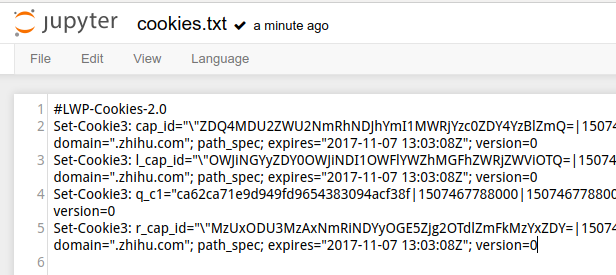 jupyter cookies.txt ✔ a minute ago
File Edit View Language
1 #LWP-Cookies-2.0
2 Set-Cookie3: cap_id="\"ZDQ4MDU2ZWU2NmRhNDJhYmI1MWRjYzc0ZDY4YzBlZmQ=|15074
domain=".zhihu.com"; path_spec; expires="2017-11-07 13:03:08Z"; version=0
3 Set-Cookie3: l_cap_id="\"OWJiNGYyZDY0OWJiNDI1OWFlYWZhMGFhZWRjZWViOTQ=|15074
domain=".zhihu.com"; path_spec; expires="2017-11-07 13:03:08Z"; version=0
4 Set-Cookie3: q_c1="ca62ca71e9d949fd9654383094acf38f|1507467788000|1507467788000
version=0
5 Set-Cookie3: r_cap_id="\"MzUxODU3MzAxNmRiNDYyOGE5Zjg2OTdlZmFkMzYxZDY=|15074
domain=".zhihu.com"; path_spec; expires="2017-11-07 13:03:08Z"; version=0
6